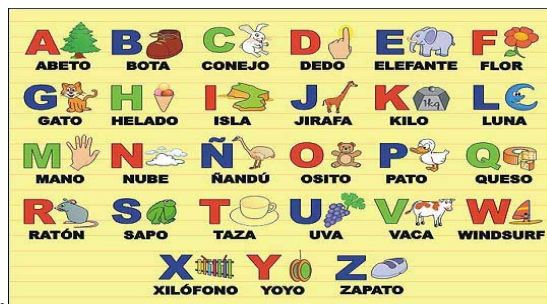 A B C D E F
ABETO BOTA CONEJO DEDO ELEFANTE FLOR
G H I J K 1kg L
GATO HELADO ISLA JIRAFA KILO LUNA
M N Ñ O P Q
MANO NUBE ÑANDÚ OSITO PATO QUESO
R S T U V W
RATÓN SAPO TAZA UVA VACA WINDSURF
X Y Z
XILÓFONO YOYO ZAPATO